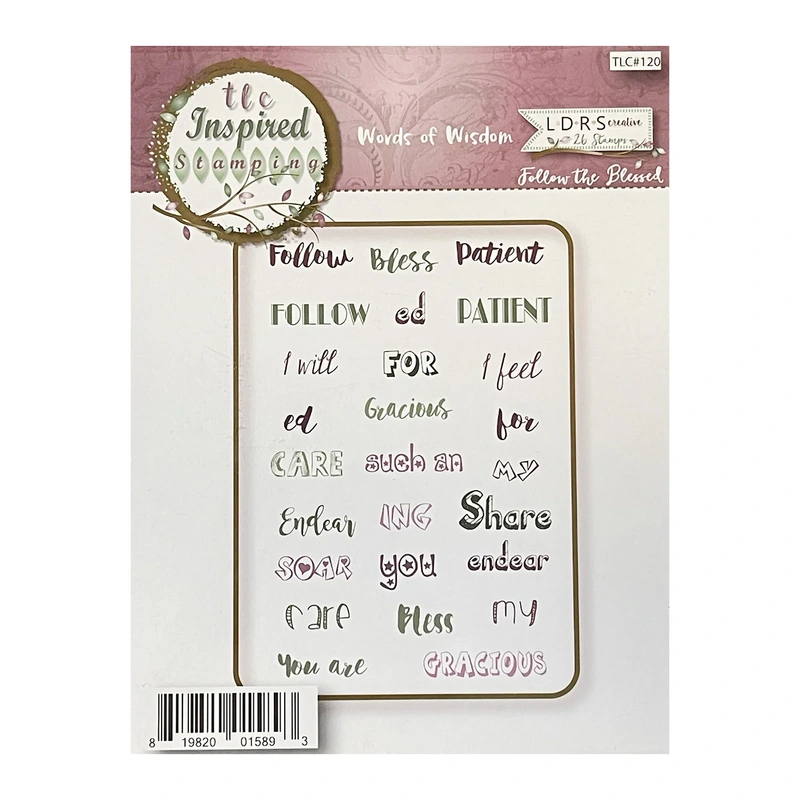 TLC#120
tlc
Inspired
Stamping
Words of Wisdom
L·D·R·S creative
26 Stamps
Follow the Blessed
Follow Bless Patient
FOLLOW ed PATIENT
I will FOR I feel
ed Gracious for
CARE such an MY
Endear ING Share
SOAR you endear
care Bless my
You are GRACIOUS
8 19820 01589 3